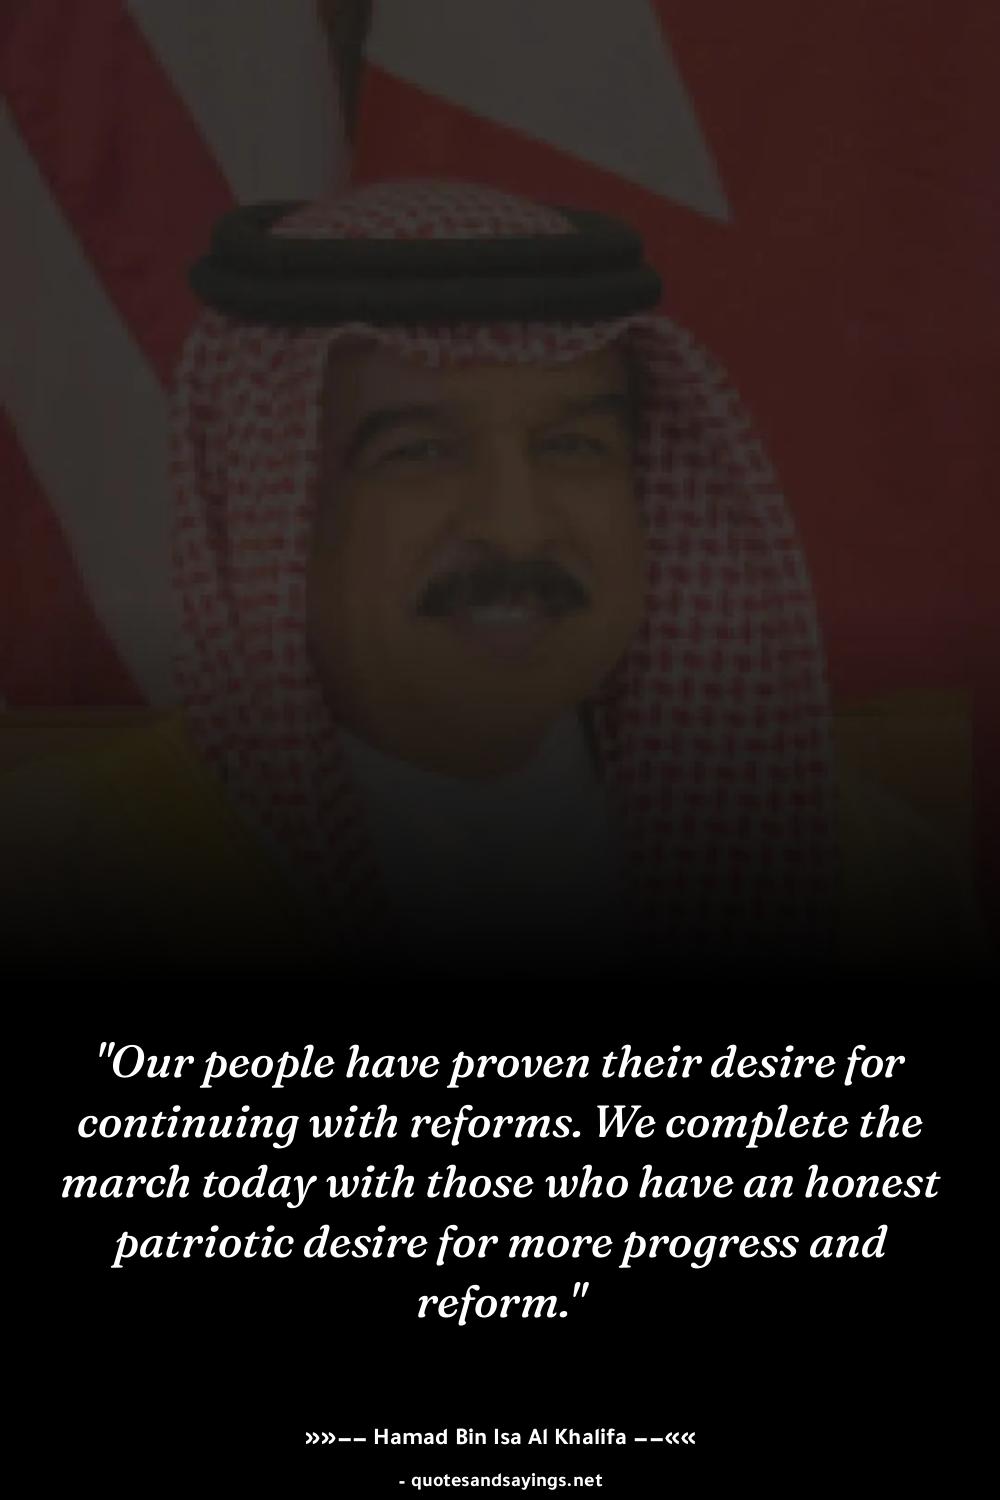 "Our people have proven their desire for
continuing with reforms. We complete the
march today with those who have an honest
patriotic desire for more progress and
reform."
»»–– Hamad Bin Isa Al Khalifa ––««
- quotesandsayings.net